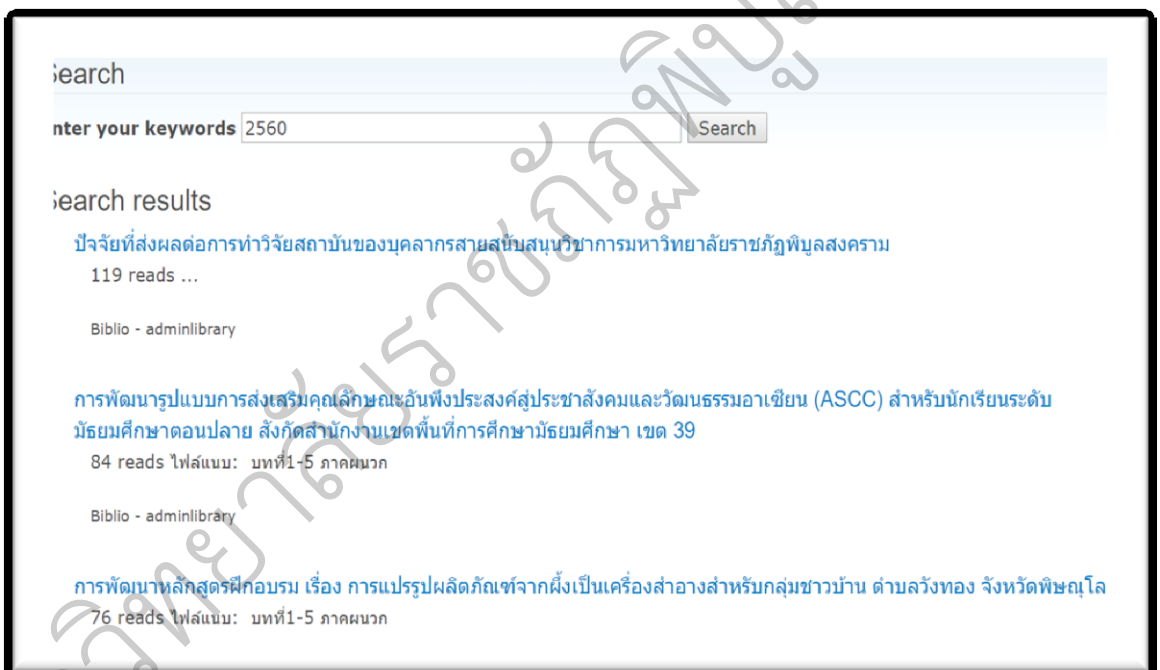 Search
Enter your keywords 2560 Search
Search results
ปัจจัยที่ส่งผลต่อการทำวิจัยสถาบันของบุคลากรสายสนับสนุนวิชาการมหาวิทยาลัยราชภัฏพิบูลสงคราม
119 reads ...
Biblio - adminlibrary
การพัฒนารูปแบบการส่งเสริมคุณลักษณะอันพึงประสงค์สู่ประชาสังคมและวัฒนธรรมอาเซียน (ASCC) สำหรับนักเรียนระดับ
มัธยมศึกษาตอนปลาย สังกัดสำนักงานเขตพื้นที่การศึกษามัธยมศึกษา เขต 39
84 reads ไฟล์แนบ: บทที่1-5 ภาคผนวก
Biblio - adminlibrary
การพัฒนาหลักสูตรฝึกอบรม เรื่อง การแปรรูปผลิตภัณฑ์จากผึ้งเป็นเครื่องสำอางสำหรับกลุ่มชาวบ้าน ตำบลวังทอง จังหวัดพิษณุโล
76 reads ไฟล์แนบ: บทที่1-5 ภาคผนวก